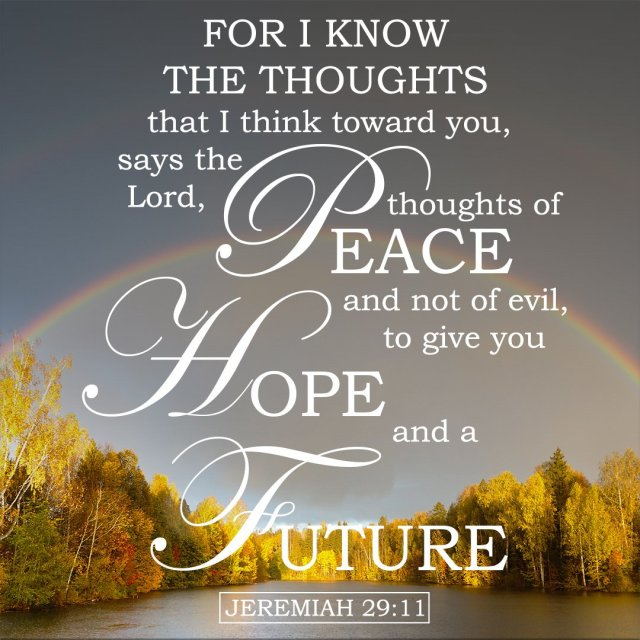 FOR I KNOW
THE THOUGHTS
that I think toward you,
says the
Lord,
thoughts of
PEACE
and not of evil,
to give you
HOPE
and a
FUTURE
JEREMIAH 29:11